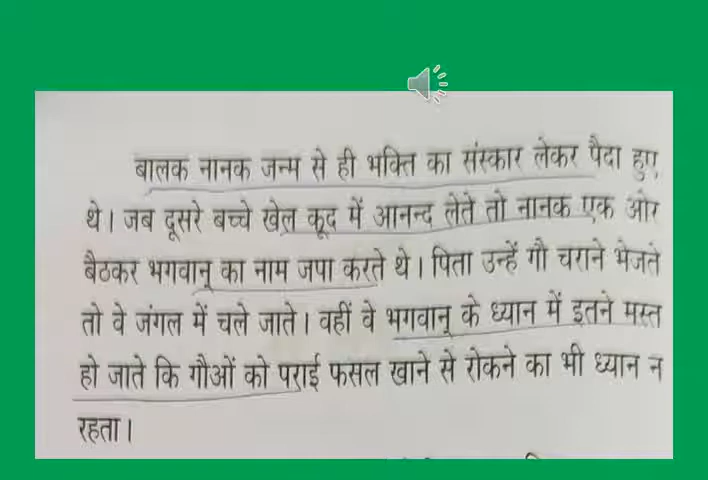 बालक नानक जन्म से ही भक्ति का संस्कार लेकर पैदा हुए
थे। जब दूसरे बच्चे खेल कूद में आनन्द लेते तो नानक एक ओर
बैठकर भगवान् का नाम जपा करते थे। पिता उन्हें गौ चराने भेजते
तो वे जंगल में चले जाते। वहीं वे भगवान् के ध्यान में इतने मस्त
हो जाते कि गौओं को पराई फसल खाने से रोकने का भी ध्यान न
रहता।